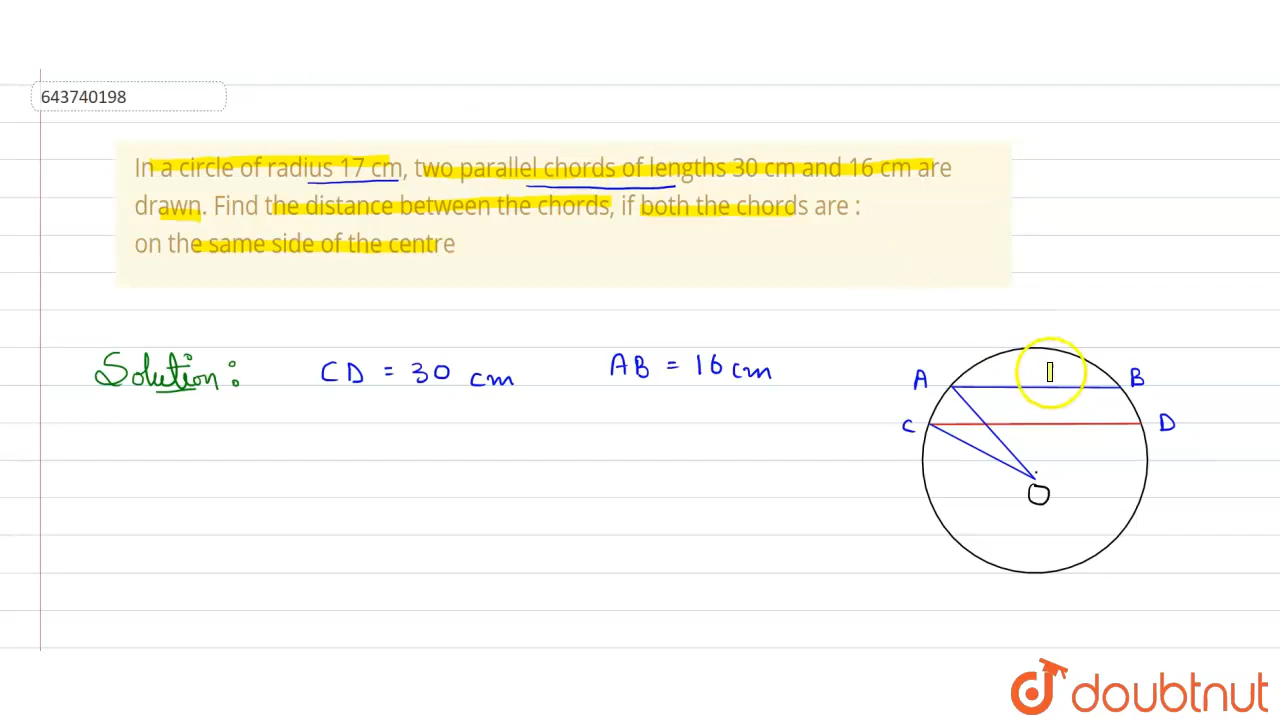 643740198
In a circle of radius 17 cm, two parallel chords of lengths 30 cm and 16 cm are
drawn. Find the distance between the chords, if both the chords are :
on the same side of the centre
Solution : CD = 30 cm AB = 16 cm
A B
C D
O
doubtnut